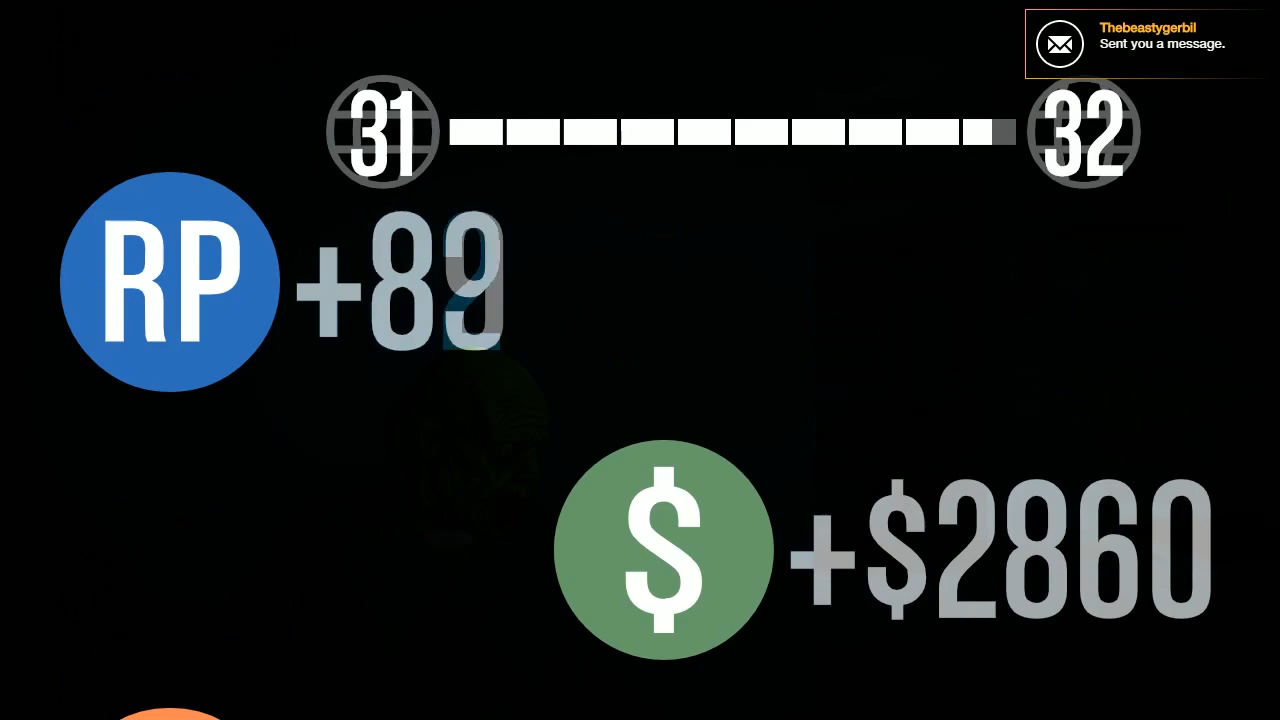 Thebeastygerbil
Sent you a message.
31
32
RP
$
+$2860